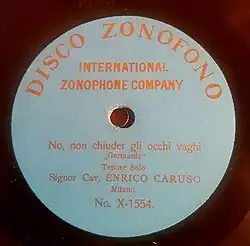 DISCO ZONOFONO
INTERNATIONAL
ZONOPHONE COMPANY
No, non chiuder gli occhi vaghi
„Germania"
Tenore Solo
Signor Cav. ENRICO CARUSO
Milano.
No. X-1554.